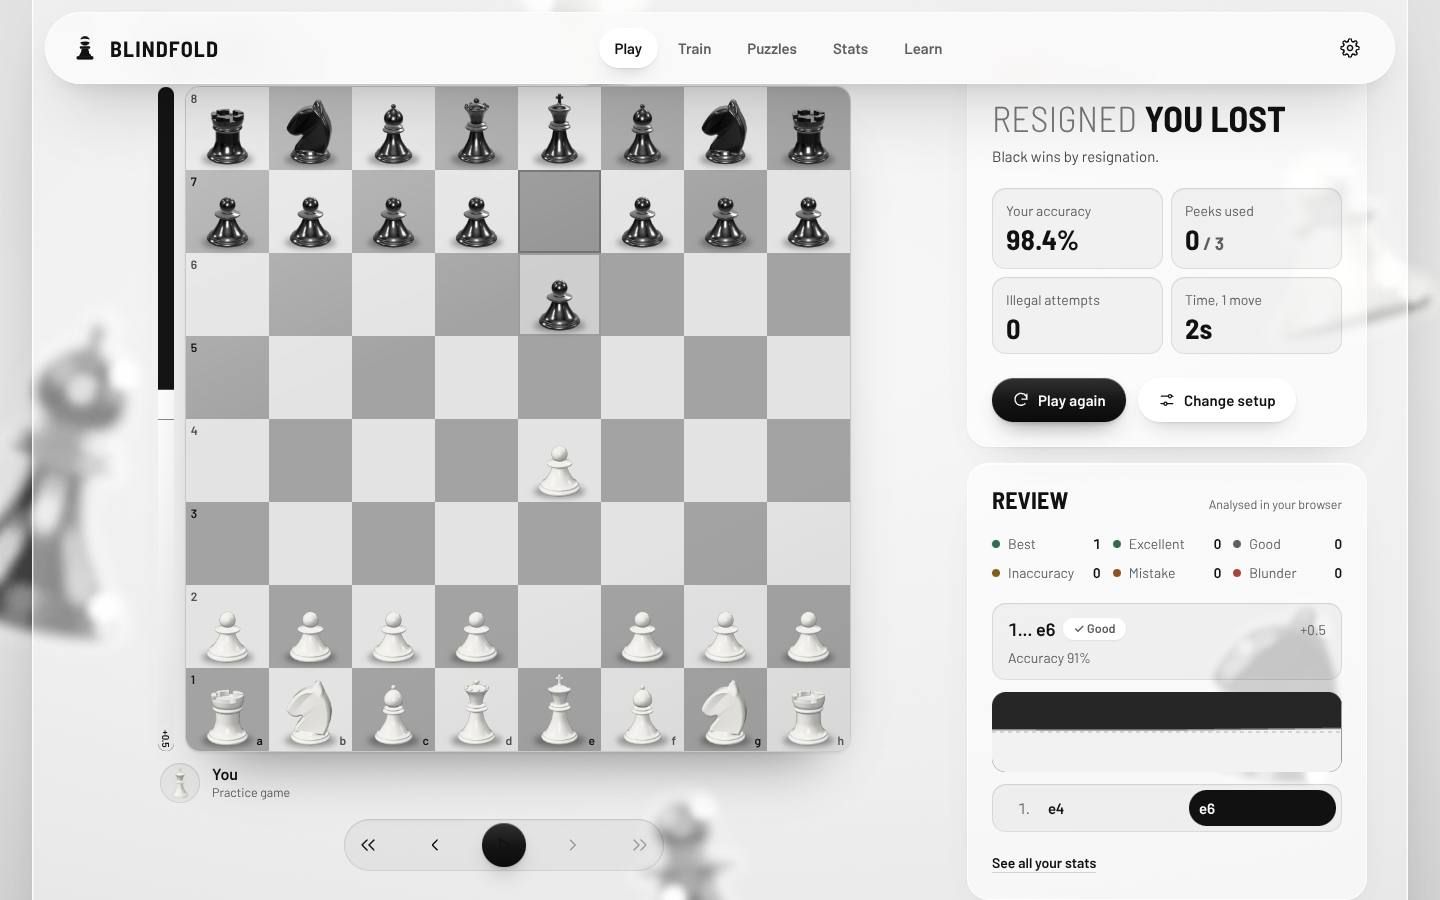 BLINDFOLD
Play Train Puzzles Stats Learn
8
7
6
5
4
3
2
1
a b c d e f g h
+0.5
You
Practice game
RESIGNED YOU LOST
Black wins by resignation.
Your accuracy
98.4%
Peeks used
0 / 3
Illegal attempts
0
Time, 1 move
2s
Play again
Change setup
REVIEW
Analysed in your browser
Best 1 Excellent 0 Good 0
Inaccuracy 0 Mistake 0 Blunder 0
1... e6 Good +0.5
Accuracy 91%
1. e4 e6
See all your stats